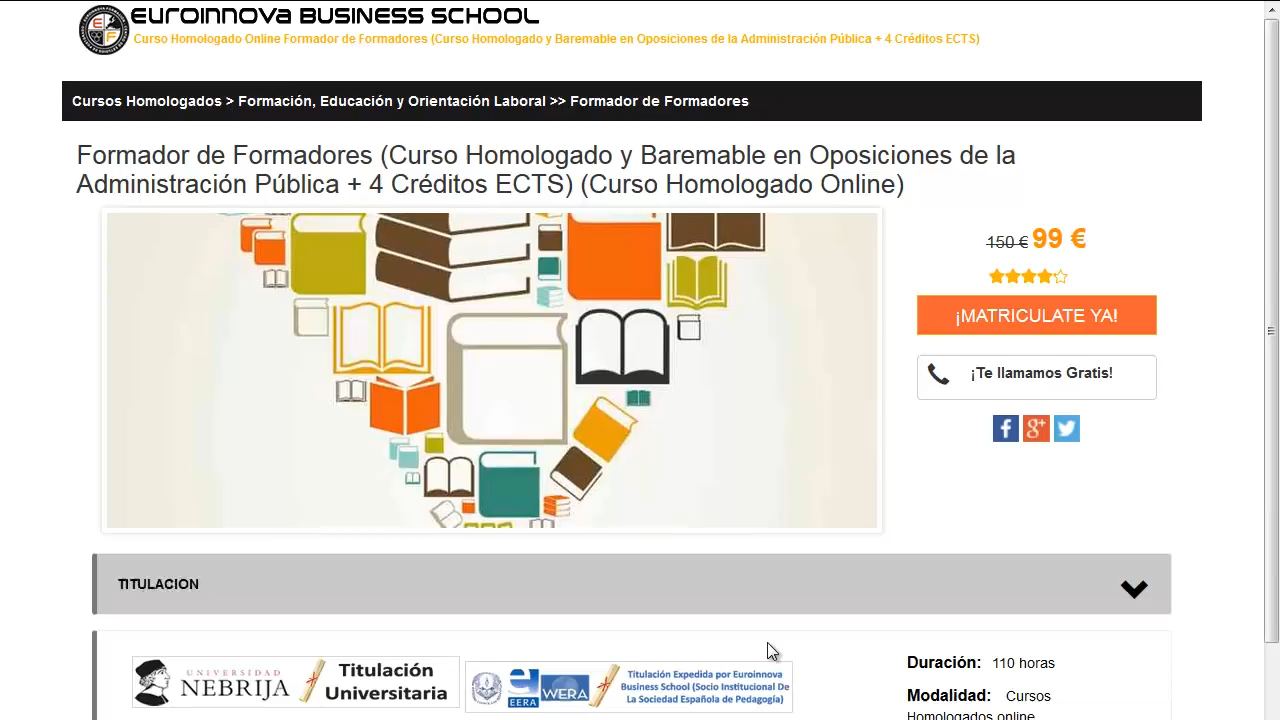 EUROINNOVA BUSINESS SCHOOL
Curso Homologado Online Formador de Formadores (Curso Homologado y Baremable en Oposiciones de la Administración Pública + 4 Créditos ECTS)
Cursos Homologados > Formación, Educación y Orientación Laboral >> Formador de Formadores
Formador de Formadores (Curso Homologado y Baremable en Oposiciones de la
Administración Pública + 4 Créditos ECTS) (Curso Homologado Online)
150 € 99 €
¡MATRICULATE YA!
¡Te llamamos Gratis!
TITULACION
UNIVERSIDAD
NEBRIJA
Titulación
Universitaria
EERA
WERA
Titulación Expedida por Euroinnova
Business School (Socio Institucional De
La Sociedad Española de Pedagogía)
Duración: 110 horas
Modalidad: Cursos
Homologados online